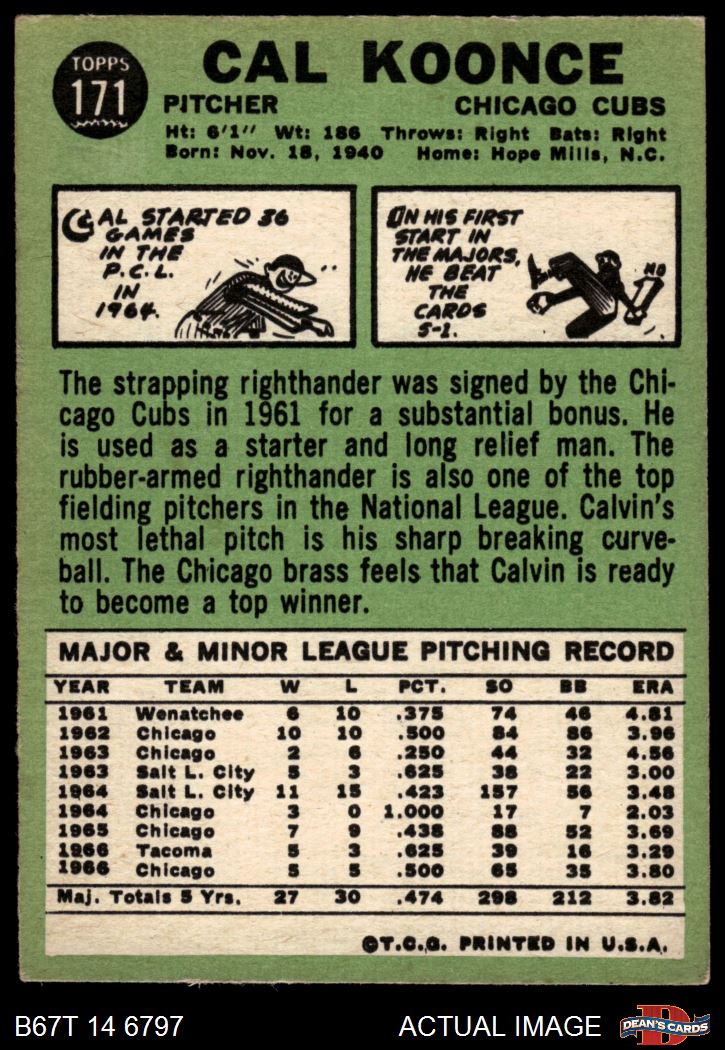 TOPPS
171
CAL KOONCE
PITCHER CHICAGO CUBS
Ht: 6'1" Wt: 186 Throws: Right Bats: Right
Born: Nov. 18, 1940 Home: Hope Mills, N.C.
CAL STARTED 36
GAMES
IN THE
P.C.L.
IN
1964.
ON HIS FIRST
START IN
THE MAJORS,
HE BEAT
THE
CARDS
5-1.
The strapping righthander was signed by the Chi-
cago Cubs in 1961 for a substantial bonus. He
is used as a starter and long relief man. The
rubber-armed righthander is also one of the top
fielding pitchers in the National League. Calvin's
most lethal pitch is his sharp breaking curve-
ball. The Chicago brass feels that Calvin is ready
to become a top winner.
MAJOR & MINOR LEAGUE PITCHING RECORD
YEAR TEAM W L PCT. SO BB ERA
1961 Wenatchee 6 10 .375 74 46 4.81
1962 Chicago 10 10 .500 84 86 3.96
1963 Chicago 2 6 .250 44 32 4.56
1963 Salt L. City 5 3 .625 38 22 3.00
1964 Salt L. City 11 15 .423 157 56 3.48
1964 Chicago 3 0 1.000 17 7 2.03
1965 Chicago 7 9 .438 88 52 3.69
1966 Tacoma 5 3 .625 39 16 3.29
1966 Chicago 5 5 .500 65 35 3.80
Maj. Totals 5 Yrs. 27 30 .474 298 212 3.82
©T.C.G. PRINTED IN U.S.A.
B67T 14 6797 ACTUAL IMAGE DEAN'S CARDS